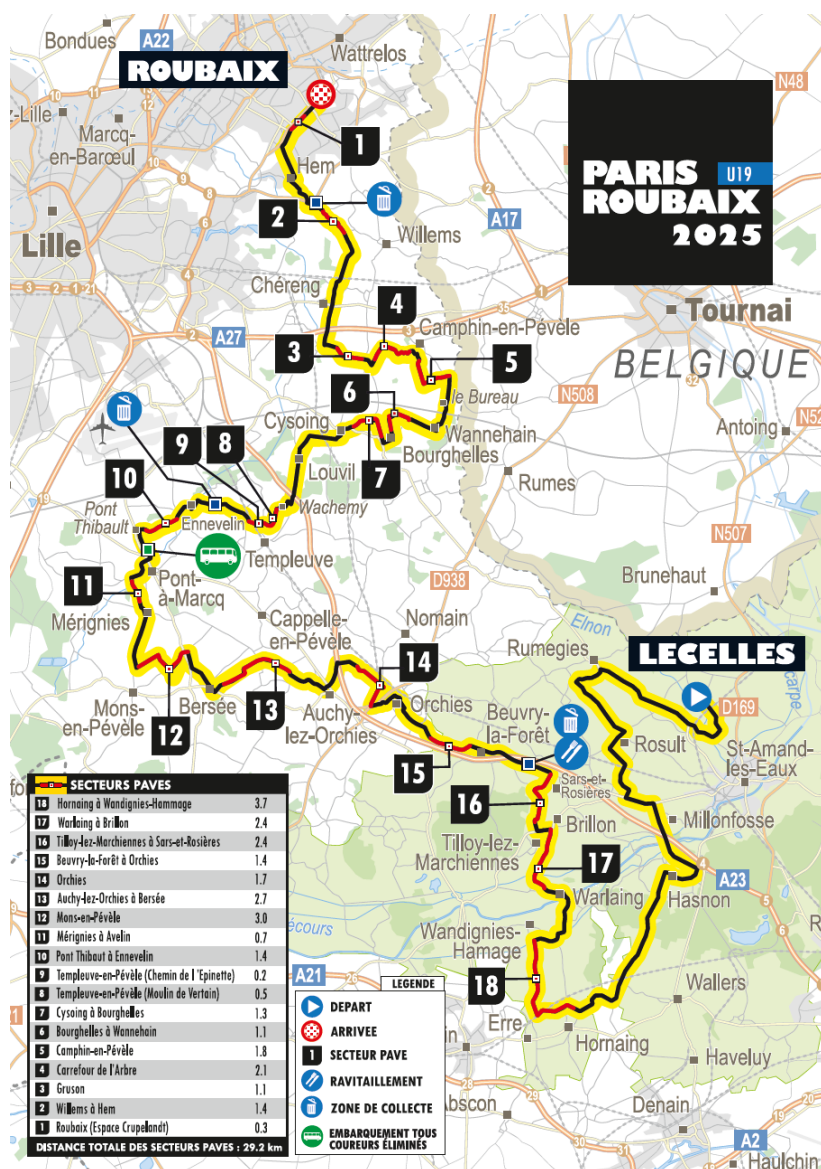 Bondues
A22
Wattrelos
ROUBAIX
N48
z-Lille
Marcq-
en-Barœul
1
PARIS U19
ROUBAIX
2025
Hem
2
A17
Willems
Lille
Chéreng
4
Tournai
A27
3
Camphin-en-Pévèle
5
BELGIQUE
6
le Bureau
N508
9
8
Cysoing
Wannehain
Antoing
N52
10
Louvil
7
Bourghelles
Rumes
Pont
Thibault
Ennevelin
Wachemy
N507
Templeuve
D938
Brunehaut
11
Pont-
à-Marcq
Mérignies
Cappelle-
en-Pévèle
Nomain
Elnon
Rumegies
LECELLES
14
D169
Scarpe
Mons-
en-Pévèle
12
Bersée
13
Auchy-
lez-Orchies
Orchies
Beuvry-
la-Forêt
Rosult
St-Amand-
les-Eaux
15
Sars-et-
Rosières
16
Brillon
Millonfosse
Tilloy-lez-
Marchiennes
17
A23
Warlaing
Hasnon
Wandignies-
Hamage
A21
18
Wallers
Erre
Hornaing
Haveluy
Abscon
Denain
A2
Haulchin
SECTEURS PAVES
18 Hornaing à Wandignies-Hammage 3.7
17 Warlaing à Brillon 2.4
16 Tilloy-lez-Marchiennes à Sars-et-Rosières 2.4
15 Beuvry-la-Forêt à Orchies 1.4
14 Orchies 1.7
13 Auchy-lez-Orchies à Bersée 2.7
12 Mons-en-Pévèle 3.0
11 Mérignies à Avelin 0.7
10 Pont Thibaut à Ennevelin 1.4
9 Templeuve-en-Pévèle (Chemin de l 'Epinette) 0.2
8 Templeuve-en-Pévèle (Moulin de Vertain) 0.5
7 Cysoing à Bourghelles 1.3
6 Bourghelles à Wannehain 1.1
5 Camphin-en-Pévèle 1.8
4 Carrefour de l'Arbre 2.1
3 Gruson 1.1
2 Willems à Hem 1.4
1 Roubaix (Espace Crupelandt) 0.3
DISTANCE TOTALE DES SECTEURS PAVES : 29.2 km
LEGENDE
DEPART
ARRIVEE
1 SECTEUR PAVE
RAVITAILLEMENT
ZONE DE COLLECTE
EMBARQUEMENT TOUS
COUREURS ÉLIMINÉS